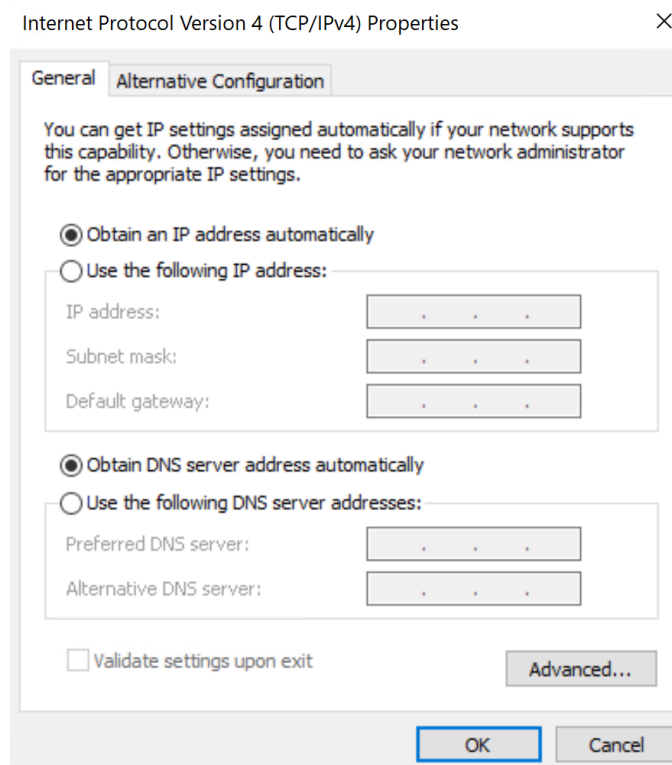 Internet Protocol Version 4 (TCP/IPv4) Properties
General
Alternative Configuration
You can get IP settings assigned automatically if your network supports
this capability. Otherwise, you need to ask your network administrator
for the appropriate IP settings.
Obtain an IP address automatically
Use the following IP address:
IP address:
Subnet mask:
Default gateway:
Obtain DNS server address automatically
Use the following DNS server addresses:
Preferred DNS server:
Alternative DNS server:
Validate settings upon exit
Advanced...
OK
Cancel